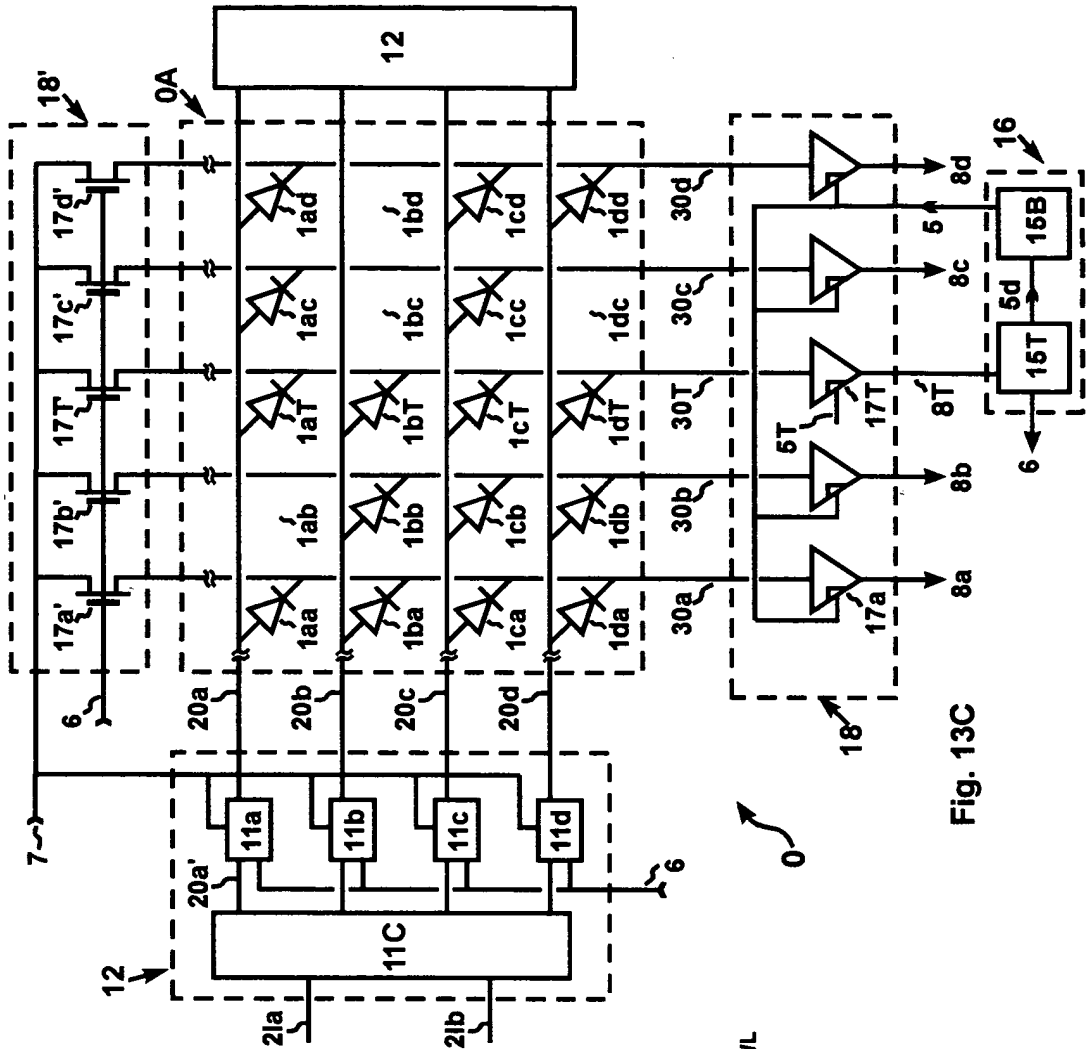 18'
0A
12
17a'
17b'
17T'
17c'
17d'
6
7
20a'
20a
20b
20c
20d
11a
11b
11c
11d
11C
12
2Ia
2Ib
6
1aa
1ab
1aT
1ac
1ad
1ba
1bb
1bT
1bc
1bd
1ca
1cb
1cT
1cc
1cd
1da
1db
1dT
1dc
1dd
30a
30b
30T
30c
30d
5T
17a
17T
18
5
16
15T
5d
15B
8a
8b
8T
8c
8d
6
0
Fig. 13C
/L